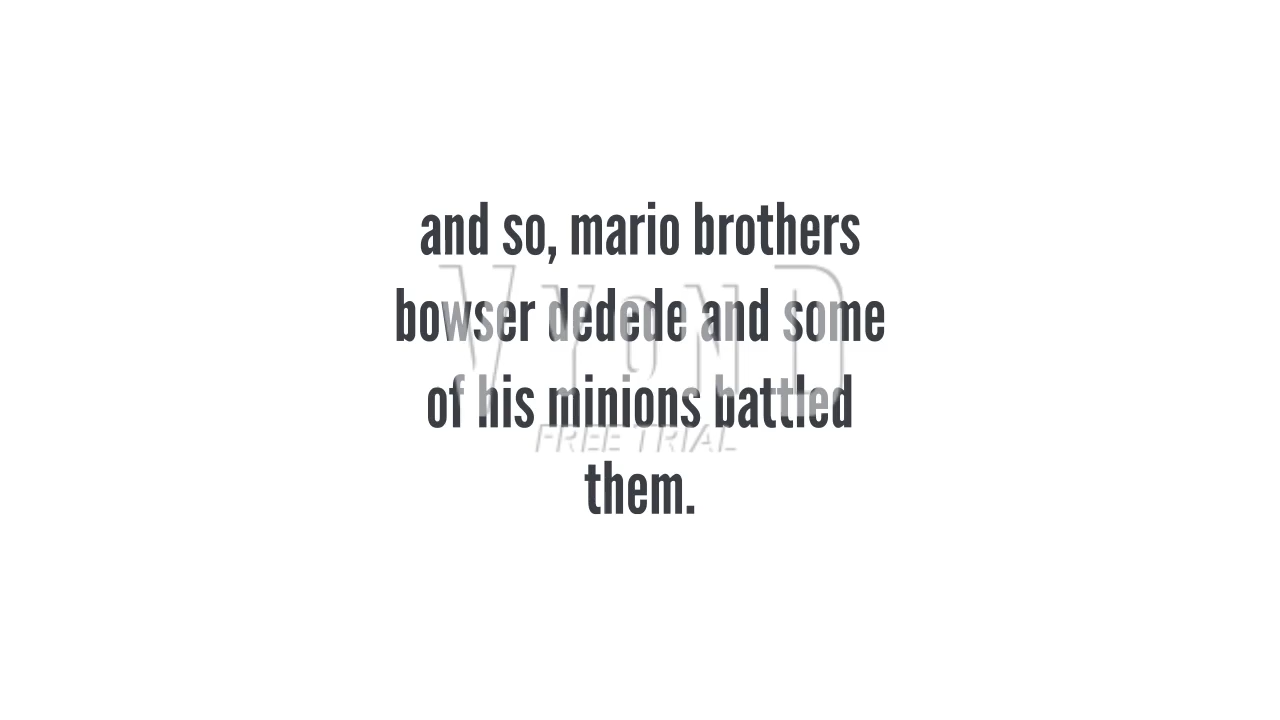 and so, mario brothers
bowser dedede and some
of his minions battled
them.
VYOND
FREE TRIAL